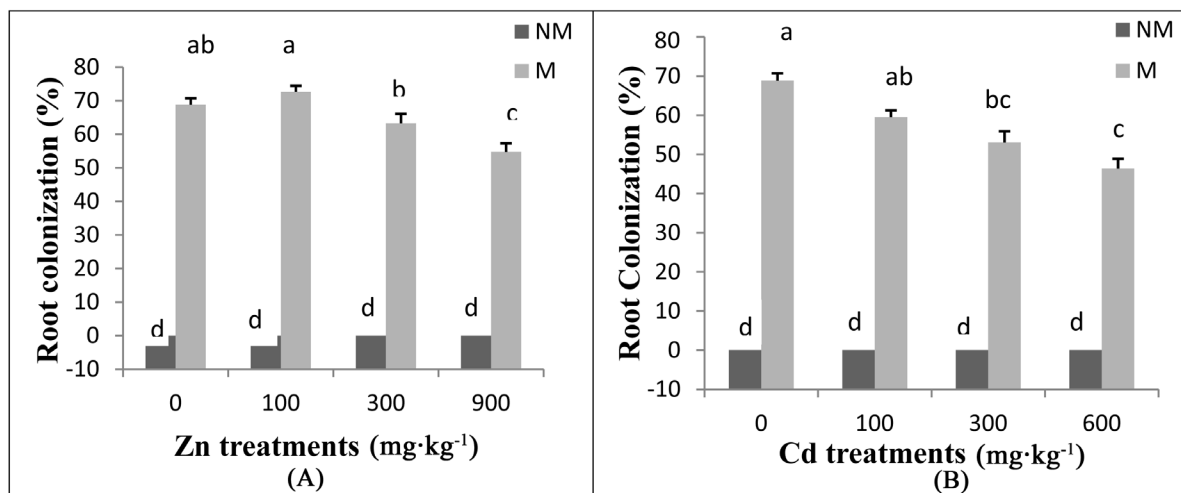 NM
M
ab
a
b
c
80
70
60
50
40
30
20
10
0
-10
d
d
d
d
Root colonization (%)
0 100 300 900
Zn treatments (mg·kg⁻¹)
(A)
NM
M
a
ab
bc
c
80
70
60
50
40
30
20
10
0
-10
d
d
d
d
Root Colonization (%)
0 100 300 600
Cd treatments (mg·kg⁻¹)
(B)